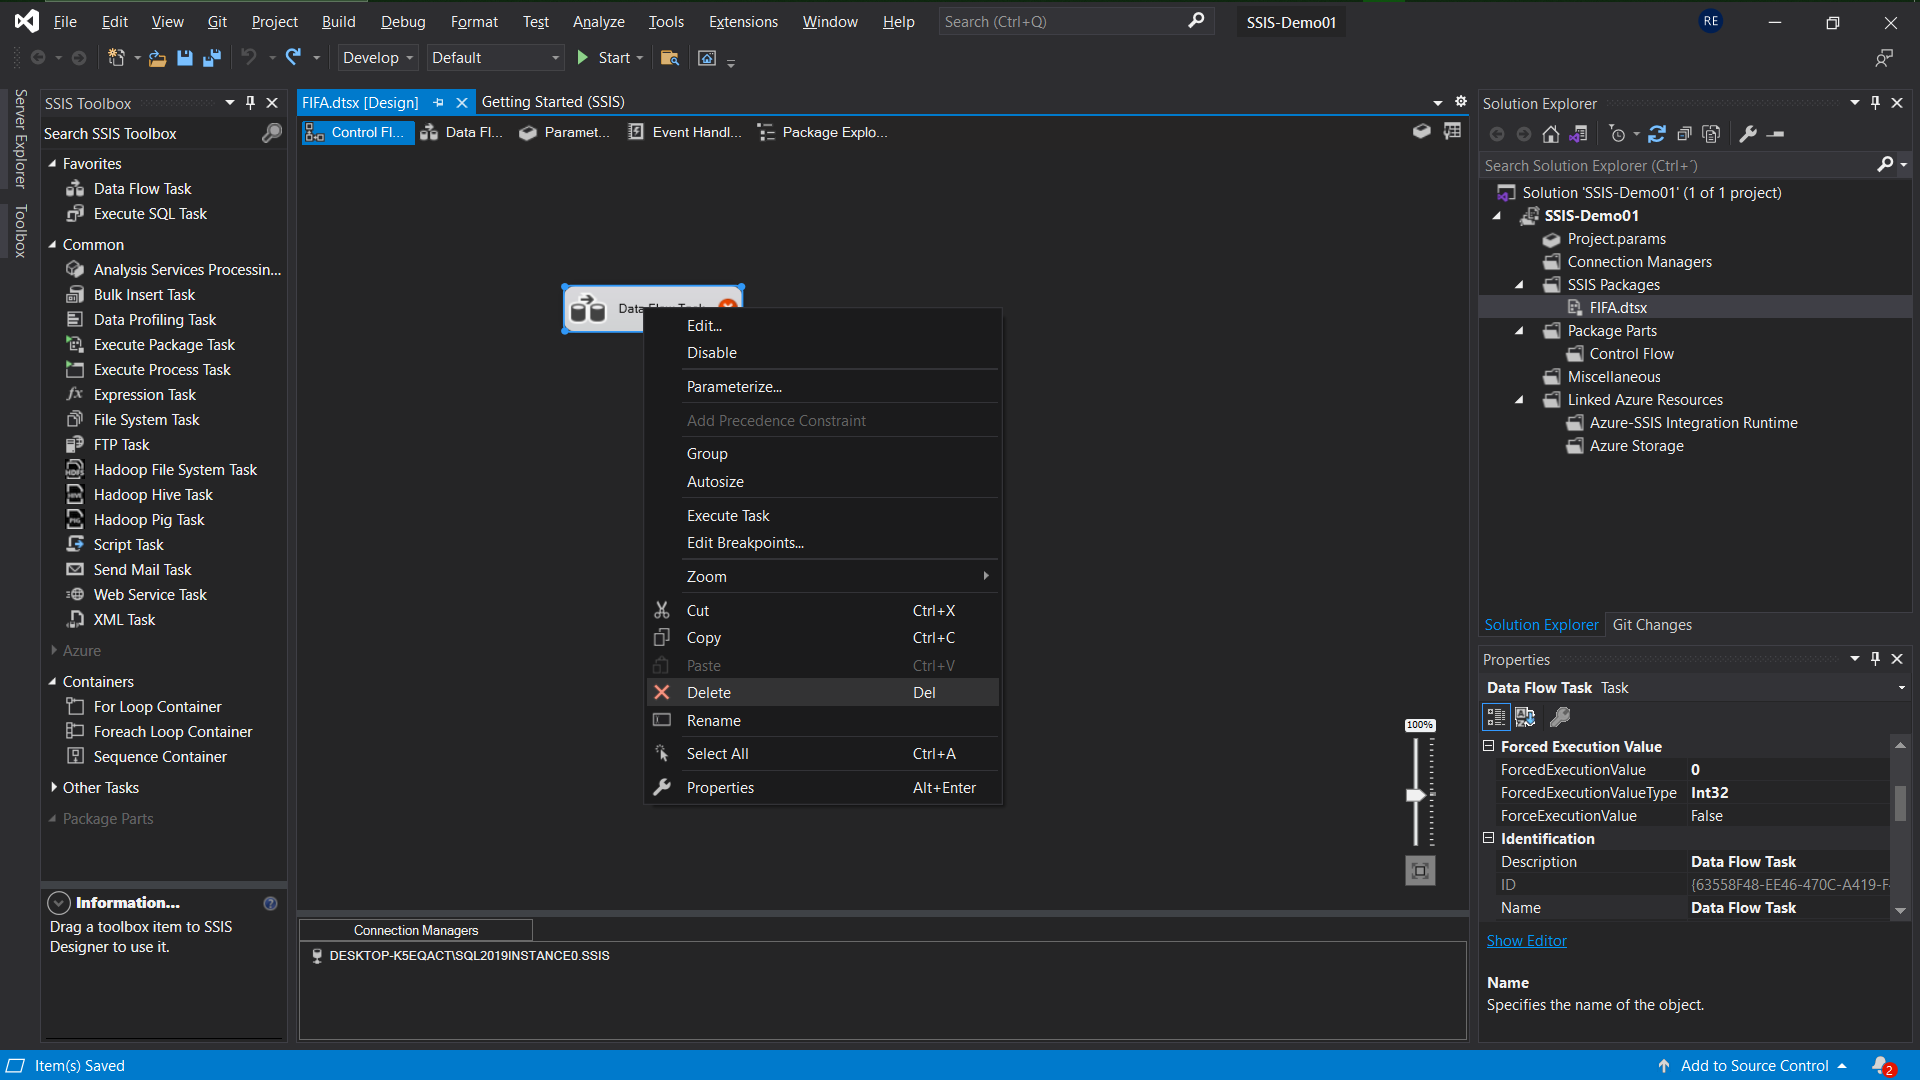 File Edit View Git Project Build Debug Format Test Analyze Tools Extensions Window Help Search (Ctrl+Q) SSIS-Demo01 RE
Develop Default Start
Server Explorer
Toolbox
SSIS Toolbox
Search SSIS Toolbox
Favorites
Data Flow Task
Execute SQL Task
Common
Analysis Services Processin...
Bulk Insert Task
Data Profiling Task
Execute Package Task
Execute Process Task
Expression Task
File System Task
FTP Task
Hadoop File System Task
Hadoop Hive Task
Hadoop Pig Task
Script Task
Send Mail Task
Web Service Task
XML Task
Azure
Containers
For Loop Container
Foreach Loop Container
Sequence Container
Other Tasks
Package Parts
Information...
Drag a toolbox item to SSIS
Designer to use it.
FIFA.dtsx [Design] Getting Started (SSIS)
Control Fl... Data Fl... Paramet... Event Handl... Package Explo...
Data
Edit...
Disable
Parameterize...
Add Precedence Constraint
Group
Autosize
Execute Task
Edit Breakpoints...
Zoom
Cut Ctrl+X
Copy Ctrl+C
Paste Ctrl+V
Delete Del
Rename
Select All Ctrl+A
Properties Alt+Enter
100%
Connection Managers
DESKTOP-K5EQACT\SQL2019INSTANCE0.SSIS
Solution Explorer
Search Solution Explorer (Ctrl+´)
Solution 'SSIS-Demo01' (1 of 1 project)
SSIS-Demo01
Project.params
Connection Managers
SSIS Packages
FIFA.dtsx
Package Parts
Control Flow
Miscellaneous
Linked Azure Resources
Azure-SSIS Integration Runtime
Azure Storage
Solution Explorer Git Changes
Properties
Data Flow Task Task
Forced Execution Value
ForcedExecutionValue 0
ForcedExecutionValueType Int32
ForceExecutionValue False
Identification
Description Data Flow Task
ID {63558F48-EE46-470C-A419-F
Name Data Flow Task
Show Editor
Name
Specifies the name of the object.
Item(s) Saved Add to Source Control 2